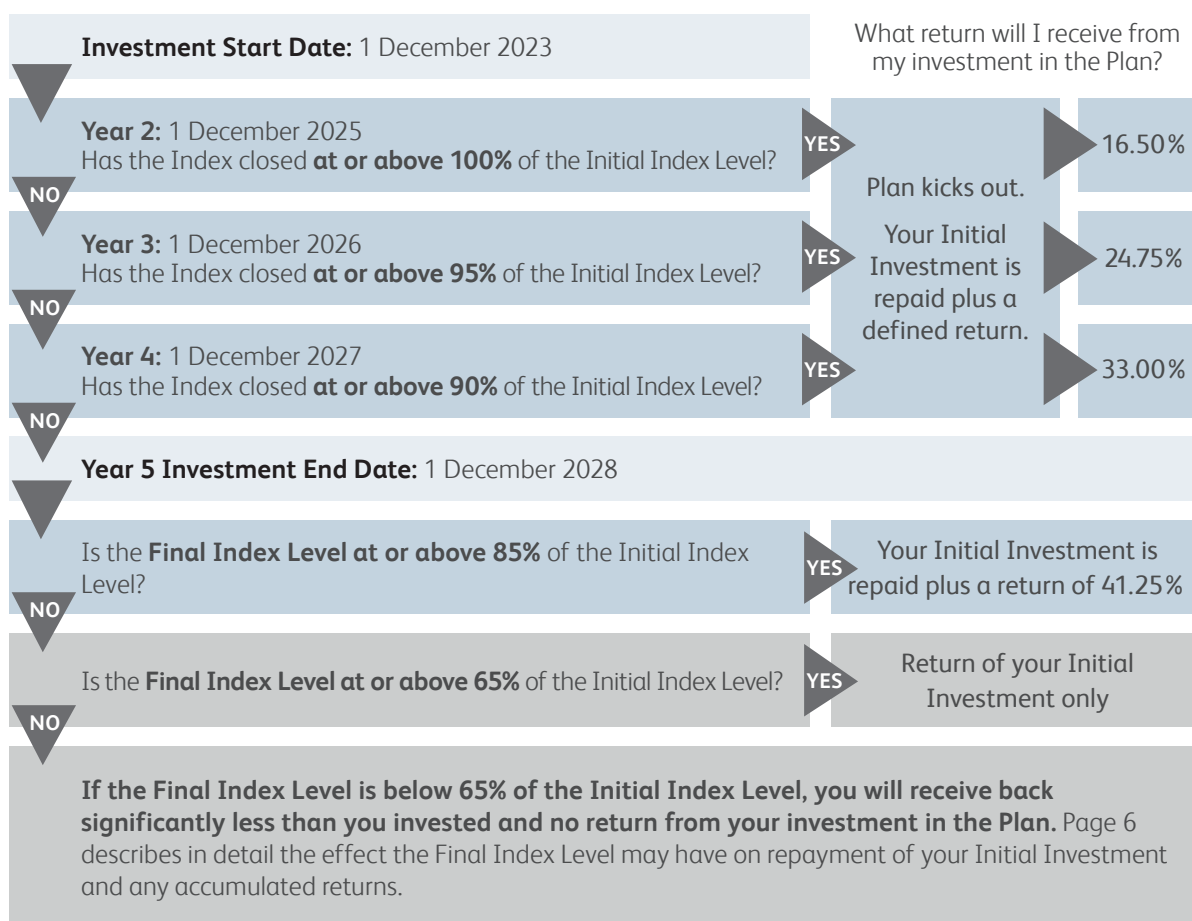 Investment Start Date: 1 December 2023
What return will I receive from
my investment in the Plan?
Year 2: 1 December 2025
Has the Index closed at or above 100% of the Initial Index Level?
YES
16.50%
NO
Plan kicks out.
Your Initial
Investment is
repaid plus a
defined return.
Year 3: 1 December 2026
Has the Index closed at or above 95% of the Initial Index Level?
YES
24.75%
NO
Year 4: 1 December 2027
Has the Index closed at or above 90% of the Initial Index Level?
YES
33.00%
NO
Year 5 Investment End Date: 1 December 2028
Is the Final Index Level at or above 85% of the Initial Index
Level?
YES
Your Initial Investment is
repaid plus a return of 41.25%
NO
Is the Final Index Level at or above 65% of the Initial Index Level?
YES
Return of your Initial
Investment only
NO
If the Final Index Level is below 65% of the Initial Index Level, you will receive back
significantly less than you invested and no return from your investment in the Plan. Page 6
describes in detail the effect the Final Index Level may have on repayment of your Initial Investment
and any accumulated returns.